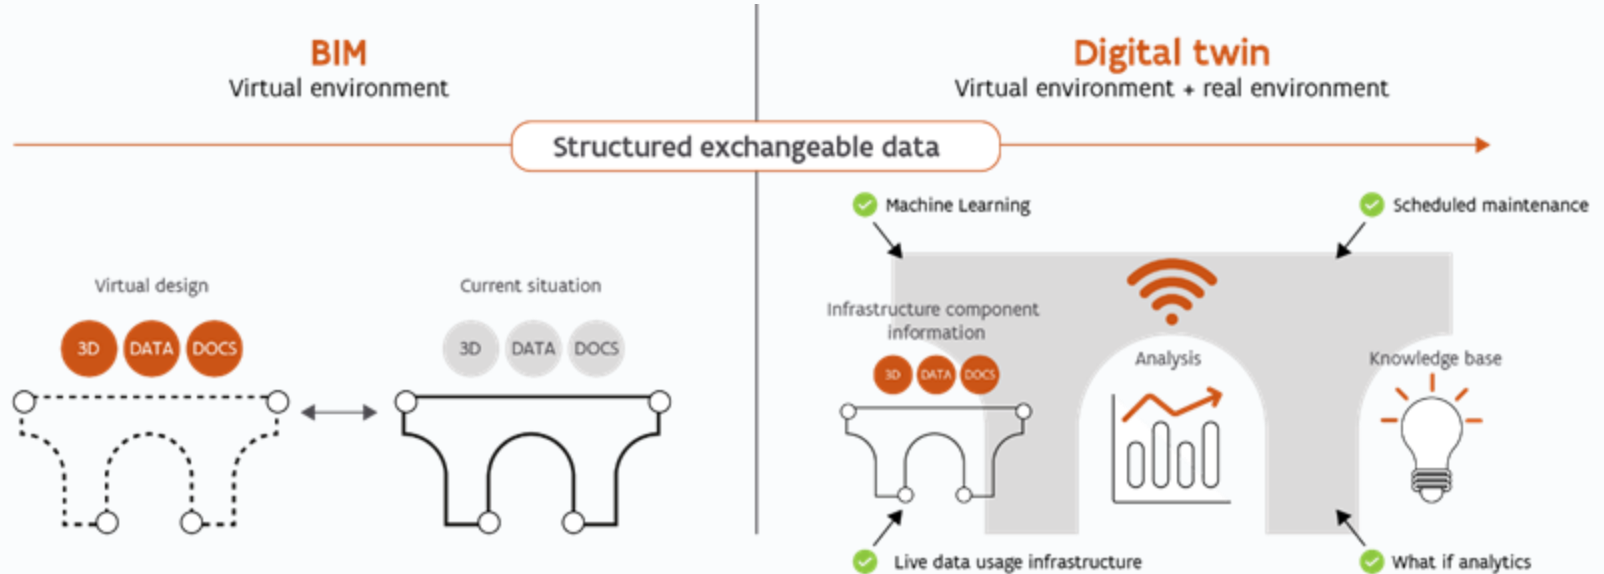 BIM
Virtual environment
Digital twin
Virtual environment + real environment
Structured exchangeable data
Virtual design
3D
DATA
DOCS
Current situation
3D
DATA
DOCS
Machine Learning
Scheduled maintenance
Infrastructure component
information
3D
DATA
DOCS
Analysis
Knowledge base
Live data usage infrastructure
What if analytics